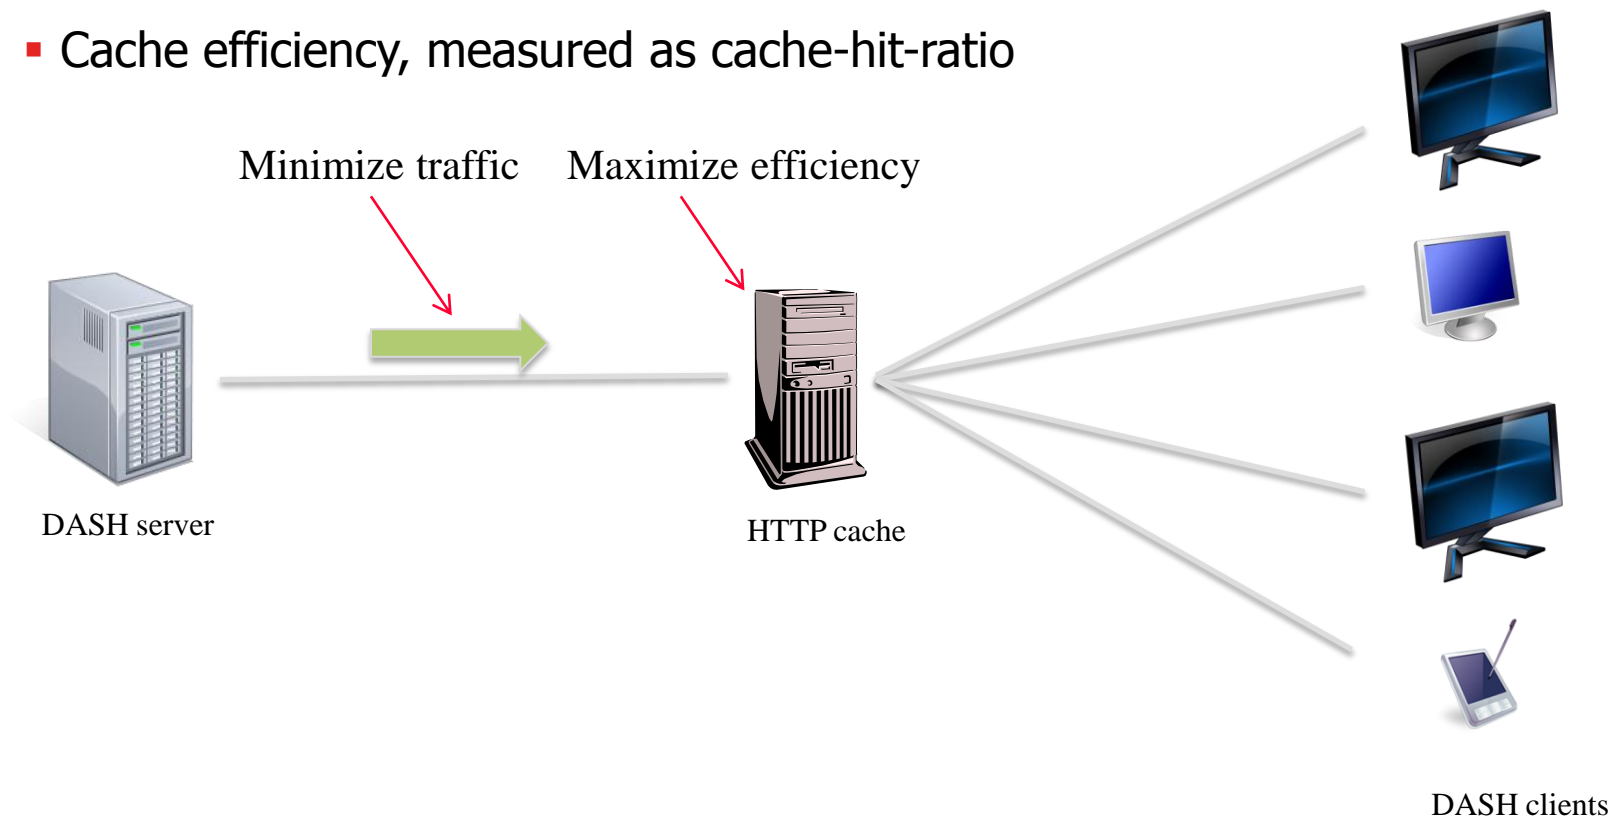 Cache efficiency, measured as cache-hit-ratio
Minimize traffic
Maximize efficiency
DASH server
HTTP cache
DASH clients